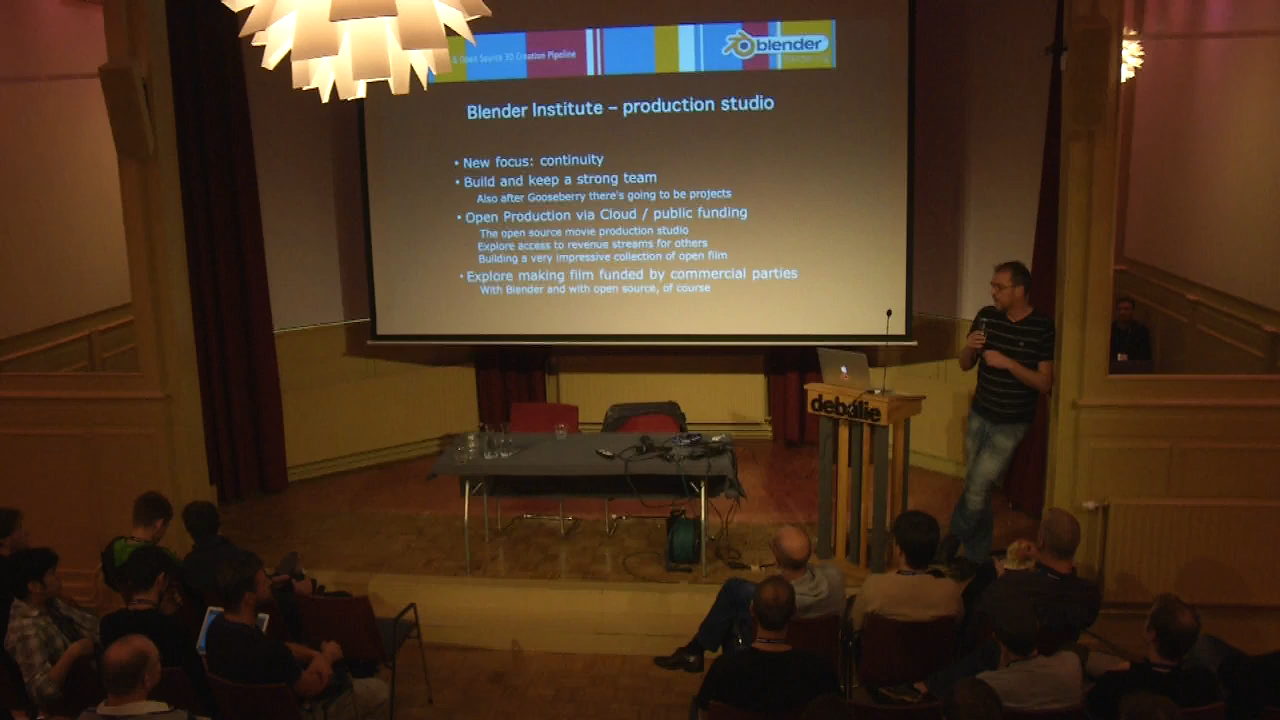 A Open Source 3D Creation Pipeline
blender
Blender Institute – production studio
• New focus: continuity
• Build and keep a strong team
Also after Gooseberry there's going to be projects
• Open Production via Cloud / public funding
The open source movie production studio
Explore access to revenue streams for others
Building a very impressive collection of open film
• Explore making film funded by commercial parties
With Blender and with open source, of course
debalie